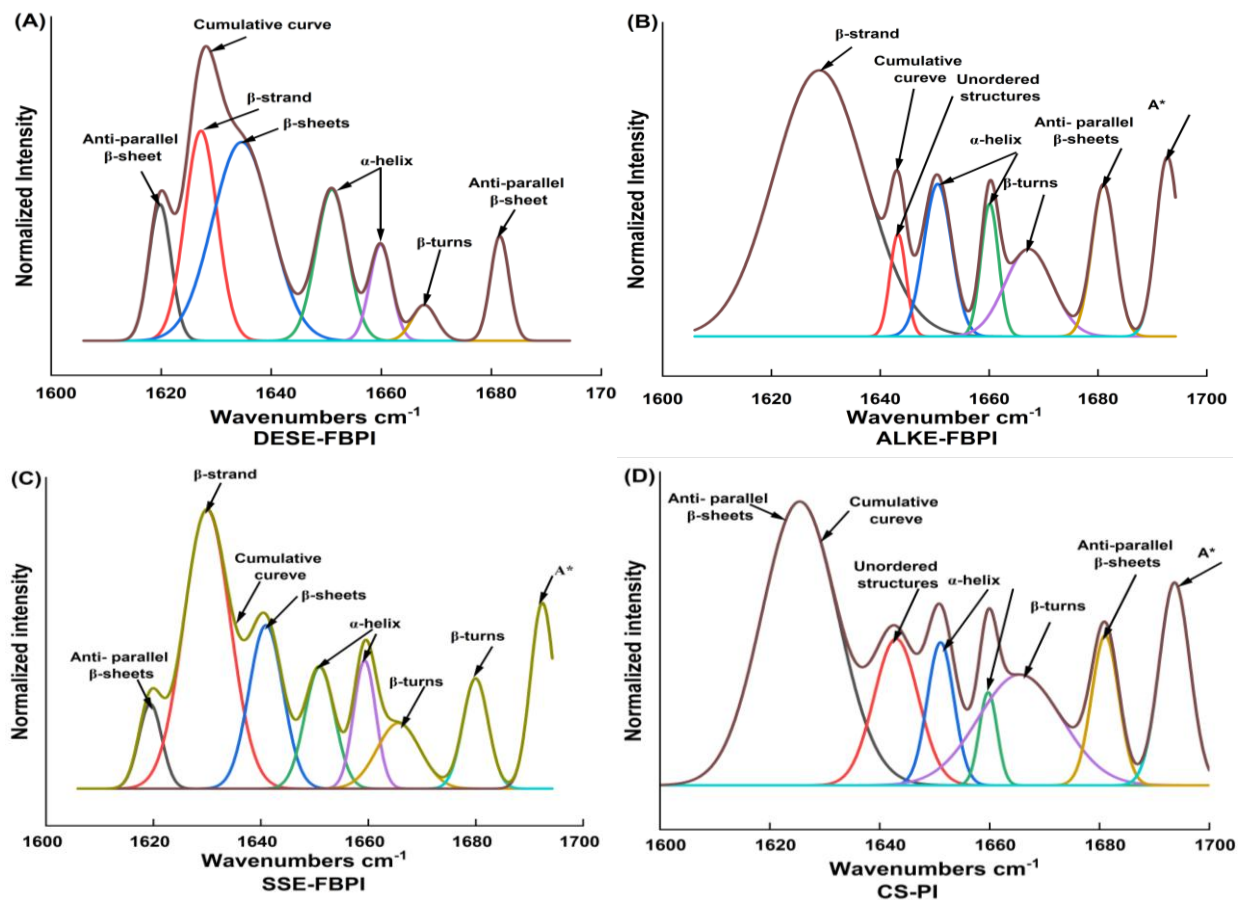 (A)
Cumulative curve
β-strand
β-sheets
Anti-parallel
β-sheet
α-helix
β-turns
Anti-parallel
β-sheet
Normalized Intensity
1600 1620 1640 1660 1680 170
Wavenumbers cm-1
DESE-FBPI
(B)
β-strand
Cumulative
cureve
Unordered
structures
α-helix
β-turns
Anti- parallel
β-sheets
A*
Normalized Intensity
1600 1620 1640 1660 1680 1700
Wavenumber cm-1
ALKE-FBPI
(C)
β-strand
Cumulative
cureve
β-sheets
Anti- parallel
β-sheets
α-helix
β-turns
β-turns
A*
Normalized intensity
1600 1620 1640 1660 1680 1700
Wavenumbers cm-1
SSE-FBPI
(D)
Anti- parallel
β-sheets
Cumulative
cureve
Unordered
structures
α-helix
β-turns
Anti-parallel
β-sheets
A*
Normalized intensity
1600 1620 1640 1660 1680 1700
Wavenumbers cm-1
CS-PI